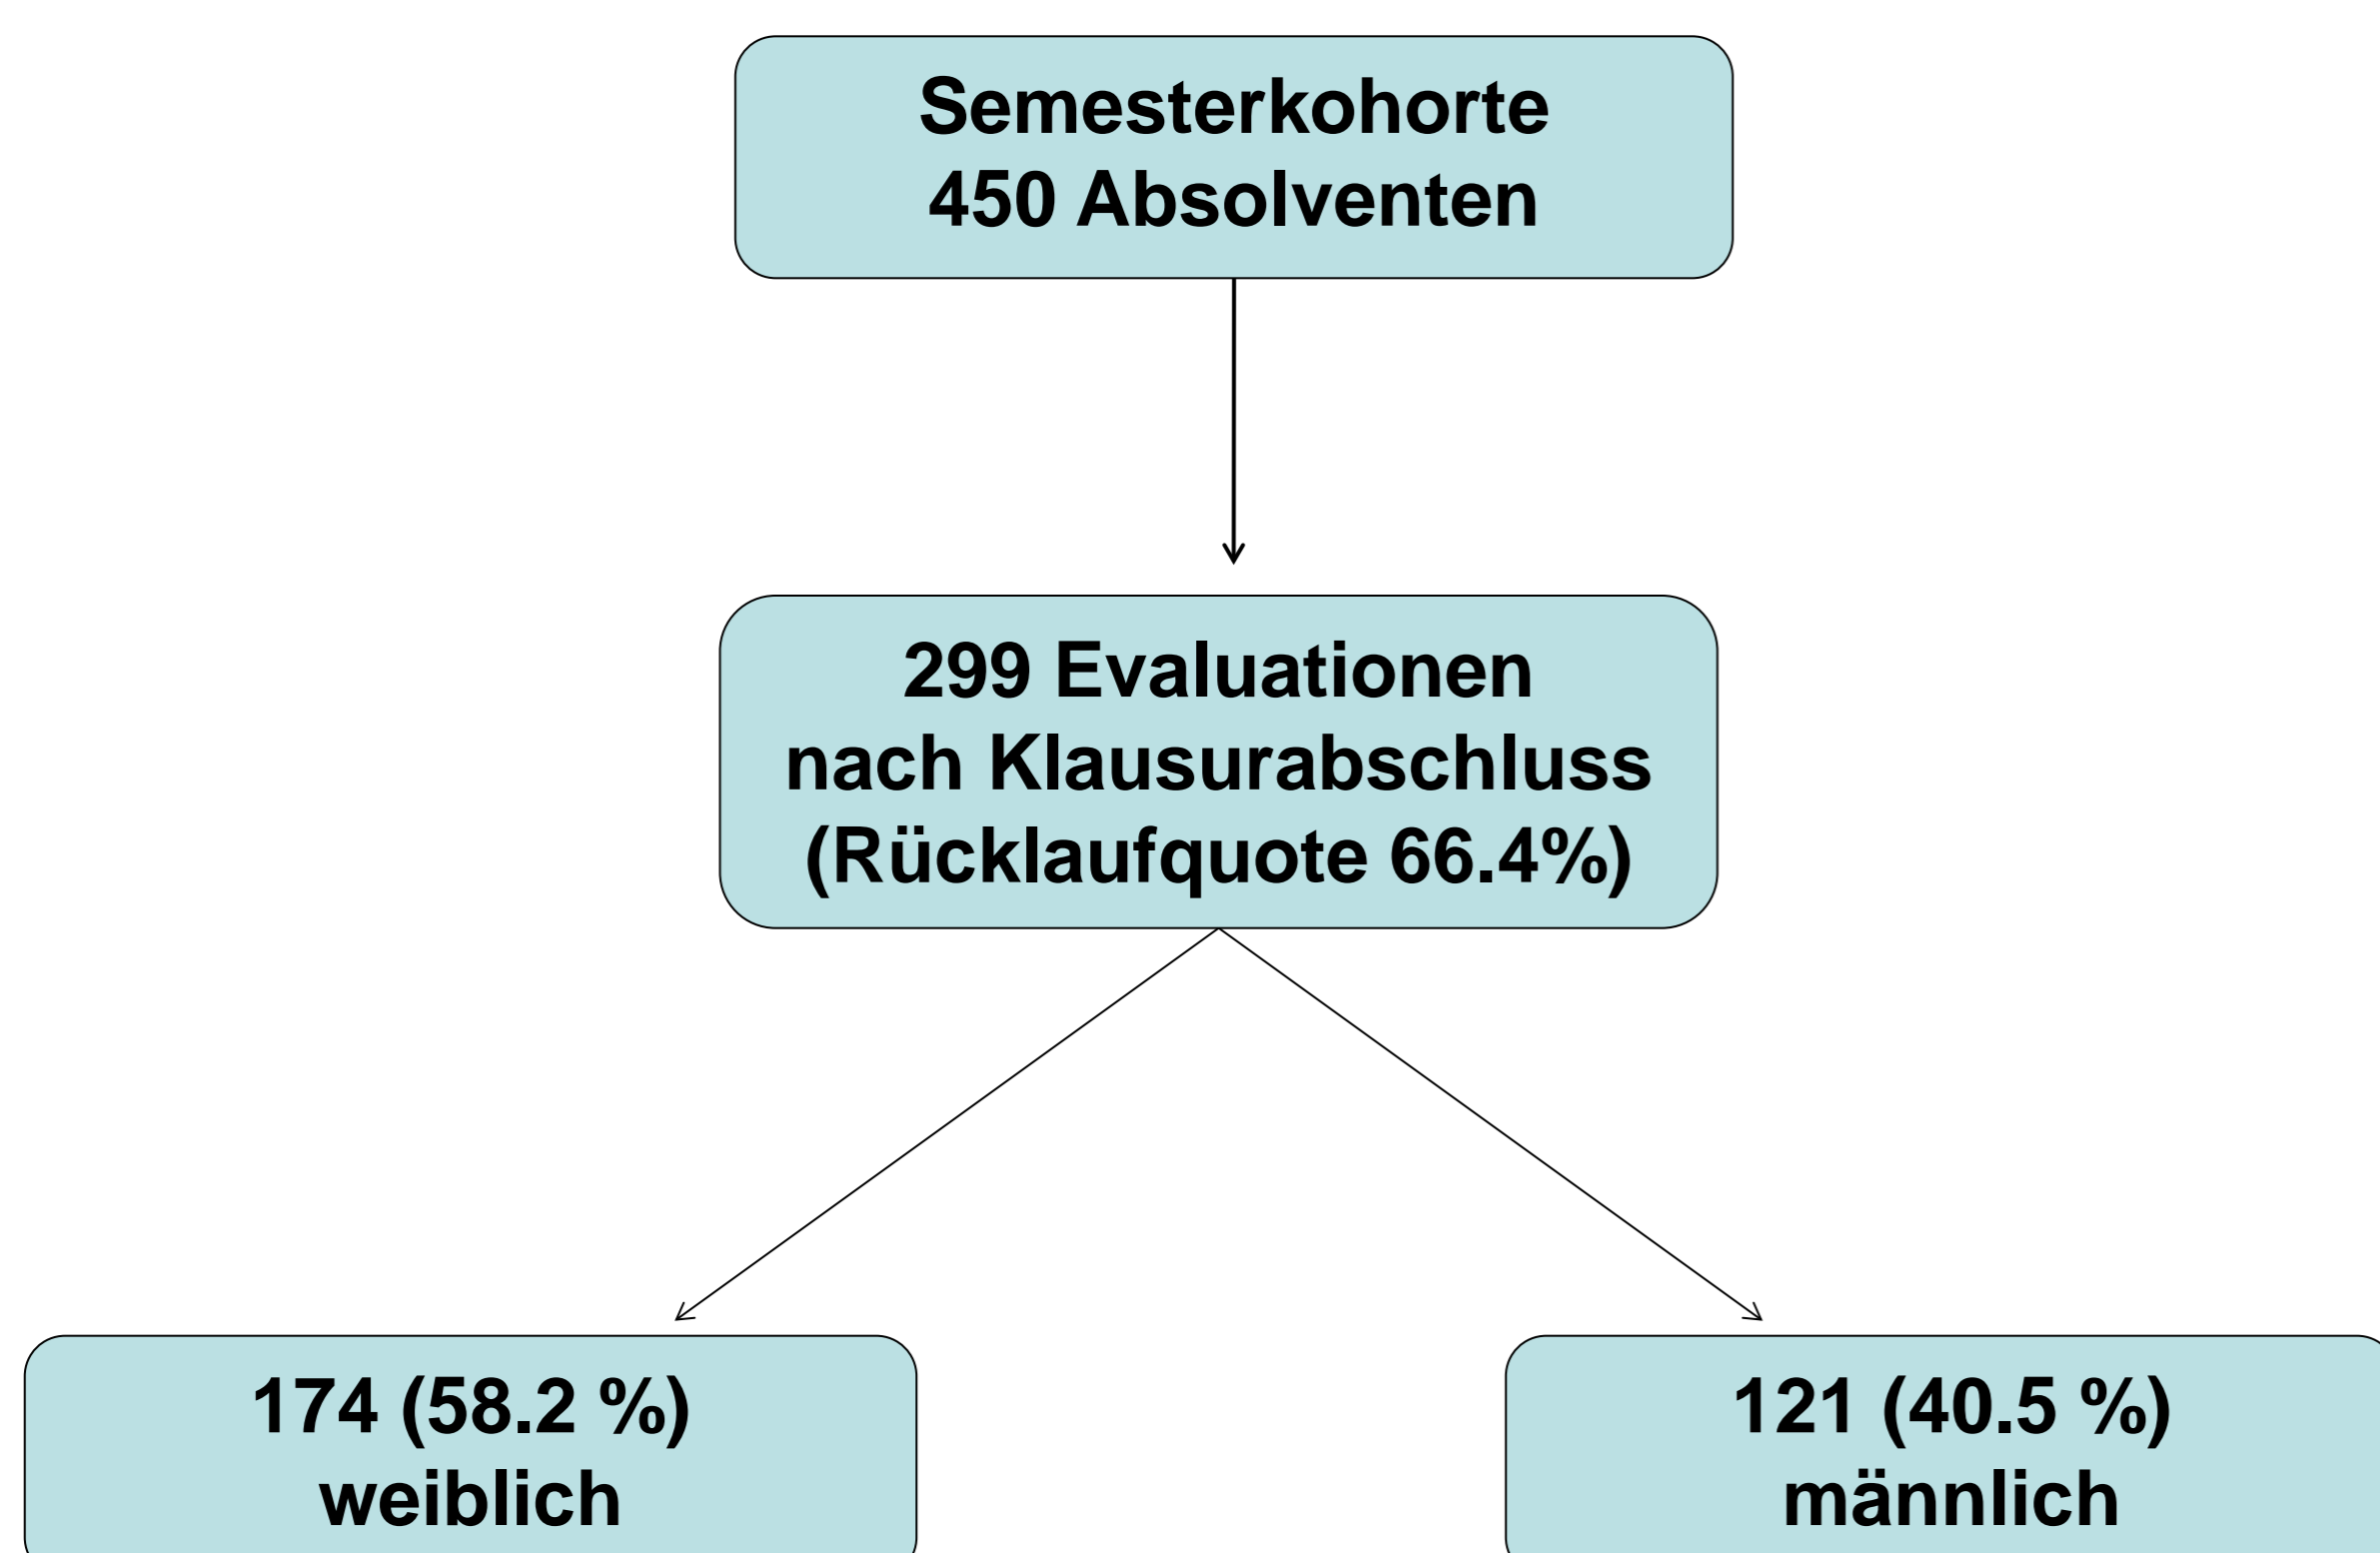 Semesterkohorte
450 Absolventen
299 Evaluationen
nach Klausurabschluss
(Rücklaufquote 66.4%)
174 (58.2 %)
weiblich
121 (40.5 %)
männlich